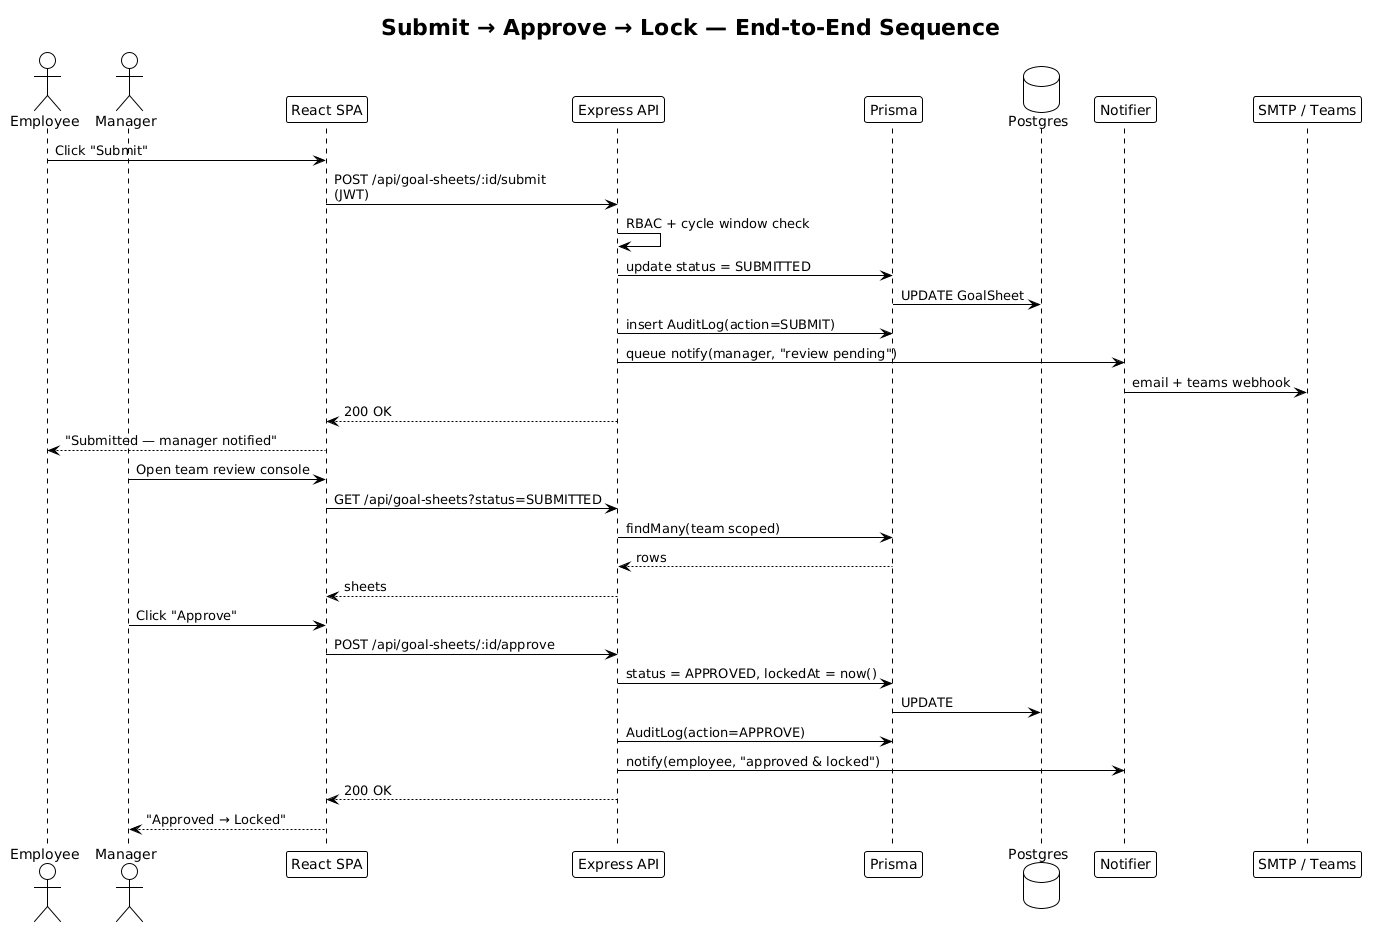 Submit → Approve → Lock — End-to-End Sequence
Employee
Manager
React SPA
Express API
Prisma
Postgres
Notifier
SMTP / Teams
Click "Submit"
POST /api/goal-sheets/:id/submit
(JWT)
RBAC + cycle window check
update status = SUBMITTED
UPDATE GoalSheet
insert AuditLog(action=SUBMIT)
queue notify(manager, "review pending")
email + teams webhook
200 OK
"Submitted — manager notified"
Open team review console
GET /api/goal-sheets?status=SUBMITTED
findMany(team scoped)
rows
sheets
Click "Approve"
POST /api/goal-sheets/:id/approve
status = APPROVED, lockedAt = now()
UPDATE
AuditLog(action=APPROVE)
notify(employee, "approved & locked")
200 OK
"Approved → Locked"
Employee
Manager
React SPA
Express API
Prisma
Postgres
Notifier
SMTP / Teams